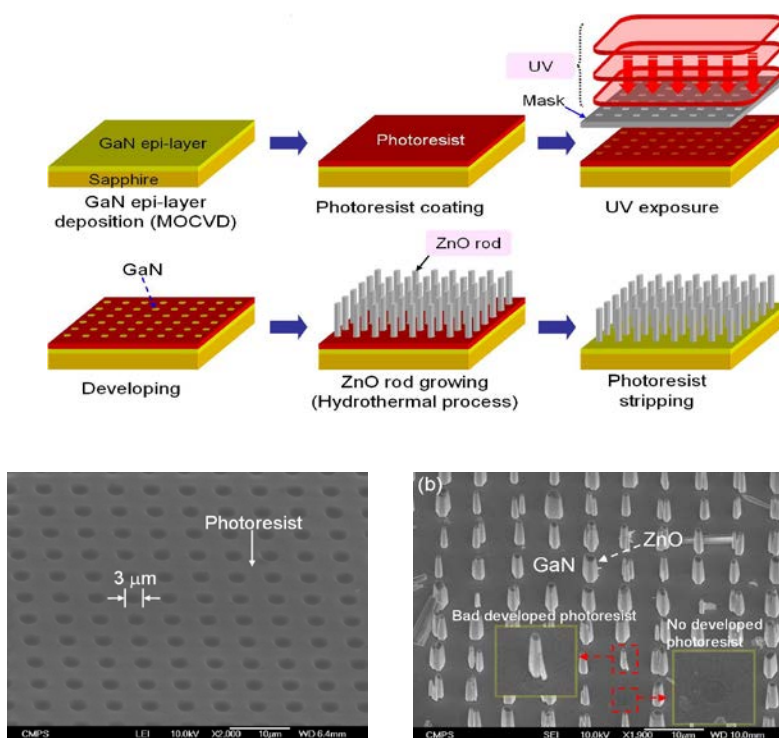 UV
Mask
GaN epi-layer
Sapphire
GaN epi-layer
deposition (MOCVD)
Photoresist
Photoresist coating
UV exposure
GaN
Developing
ZnO rod
ZnO rod growing
(Hydrothermal process)
Photoresist
stripping
Photoresist
3 μm
CMPS LEI 10.0kV X2,000 10μm WD 6.4mm
(b)
ZnO
GaN
Bad developed photoresist
No developed
photoresist
CMPS SEI 10.0kV X1,900 10μm WD 10.0mm